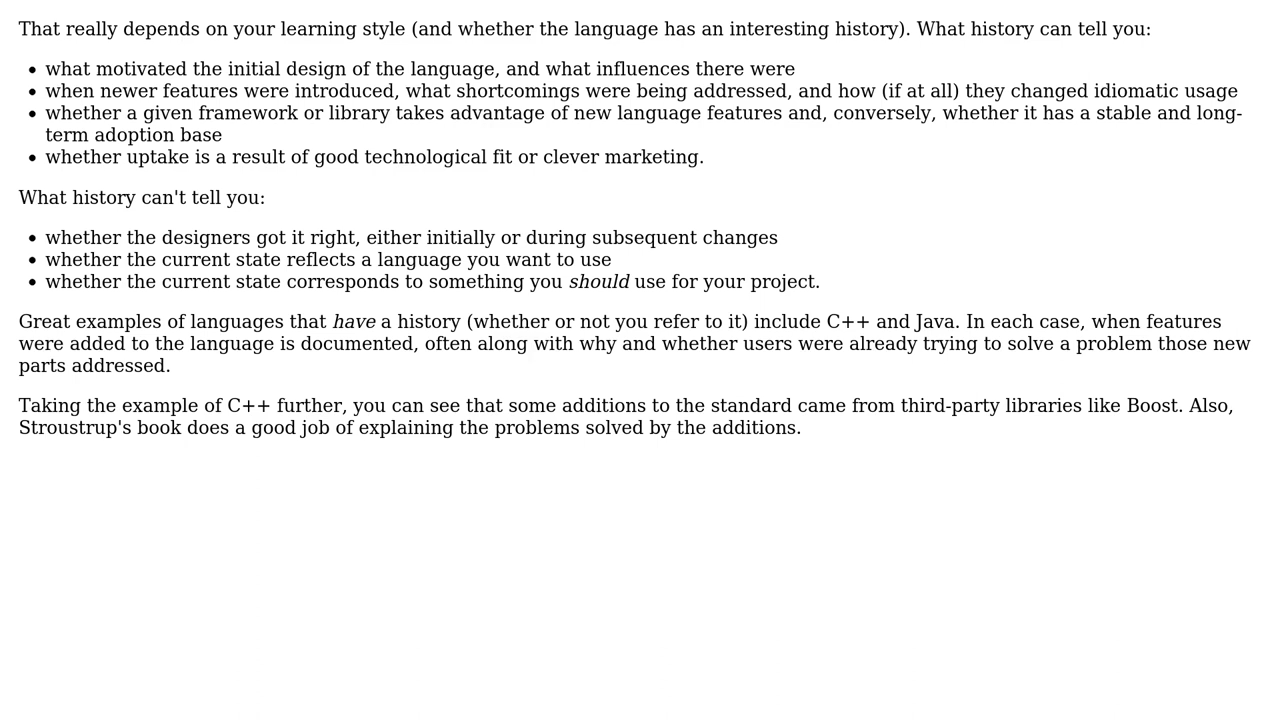 That really depends on your learning style (and whether the language has an interesting history). What history can tell you:
• what motivated the initial design of the language, and what influences there were
• when newer features were introduced, what shortcomings were being addressed, and how (if at all) they changed idiomatic usage
• whether a given framework or library takes advantage of new language features and, conversely, whether it has a stable and long-
term adoption base
• whether uptake is a result of good technological fit or clever marketing.
What history can't tell you:
• whether the designers got it right, either initially or during subsequent changes
• whether the current state reflects a language you want to use
• whether the current state corresponds to something you should use for your project.
Great examples of languages that have a history (whether or not you refer to it) include C++ and Java. In each case, when features
were added to the language is documented, often along with why and whether users were already trying to solve a problem those new
parts addressed.
Taking the example of C++ further, you can see that some additions to the standard came from third-party libraries like Boost. Also,
Stroustrup's book does a good job of explaining the problems solved by the additions.